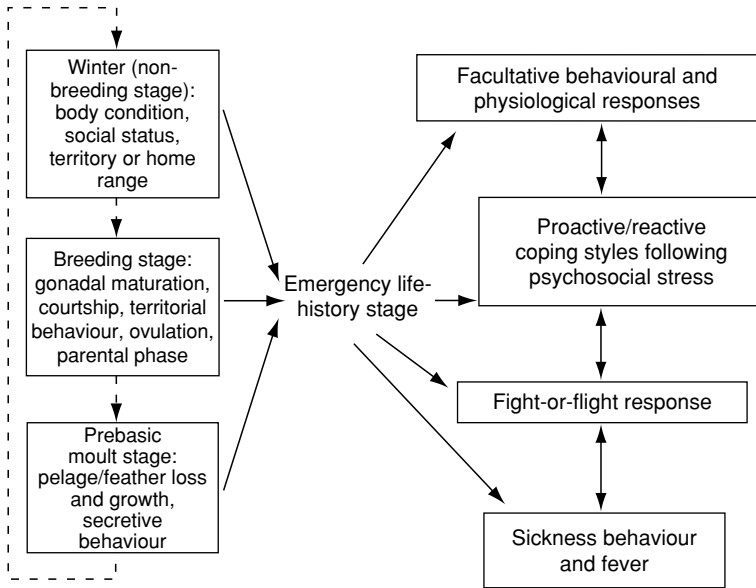 Winter (non-
breeding stage):
body condition,
social status,
territory or home
range
Breeding stage:
gonadal maturation,
courtship, territorial
behaviour, ovulation,
parental phase
Prebasic
moult stage:
pelage/feather loss
and growth,
secretive
behaviour
Emergency life-
history stage
Facultative behavioural and
physiological responses
Proactive/reactive
coping styles following
psychosocial stress
Fight-or-flight response
Sickness behaviour
and fever